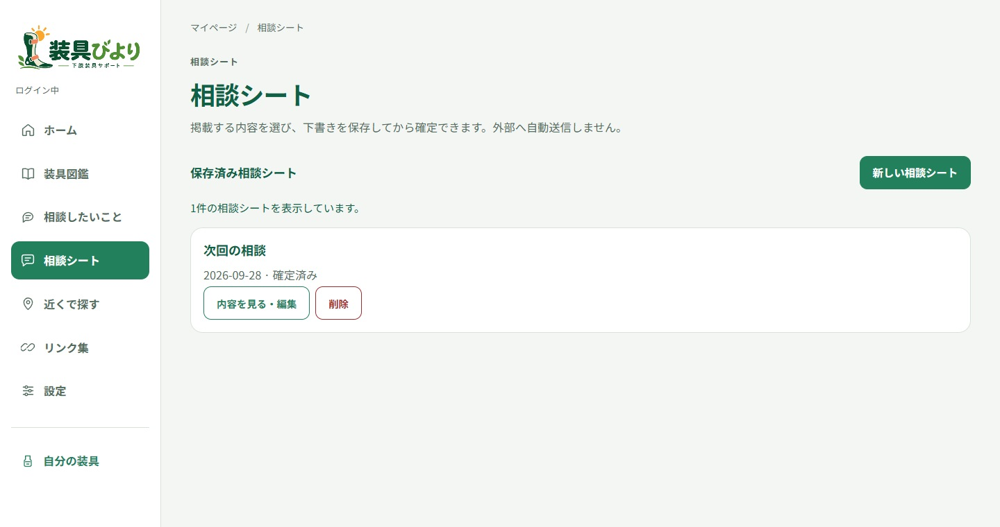 装具びより
下肢装具サポート
ログイン中
ホーム
装具図鑑
相談したいこと
相談シート
近くで探す
リンク集
設定
自分の装具
マイページ / 相談シート
相談シート
相談シート
掲載する内容を選び、下書きを保存してから確定できます。外部へ自動送信しません。
保存済み相談シート
新しい相談シート
1件の相談シートを表示しています。
次回の相談
2026-09-28 · 確定済み
内容を見る・編集
削除